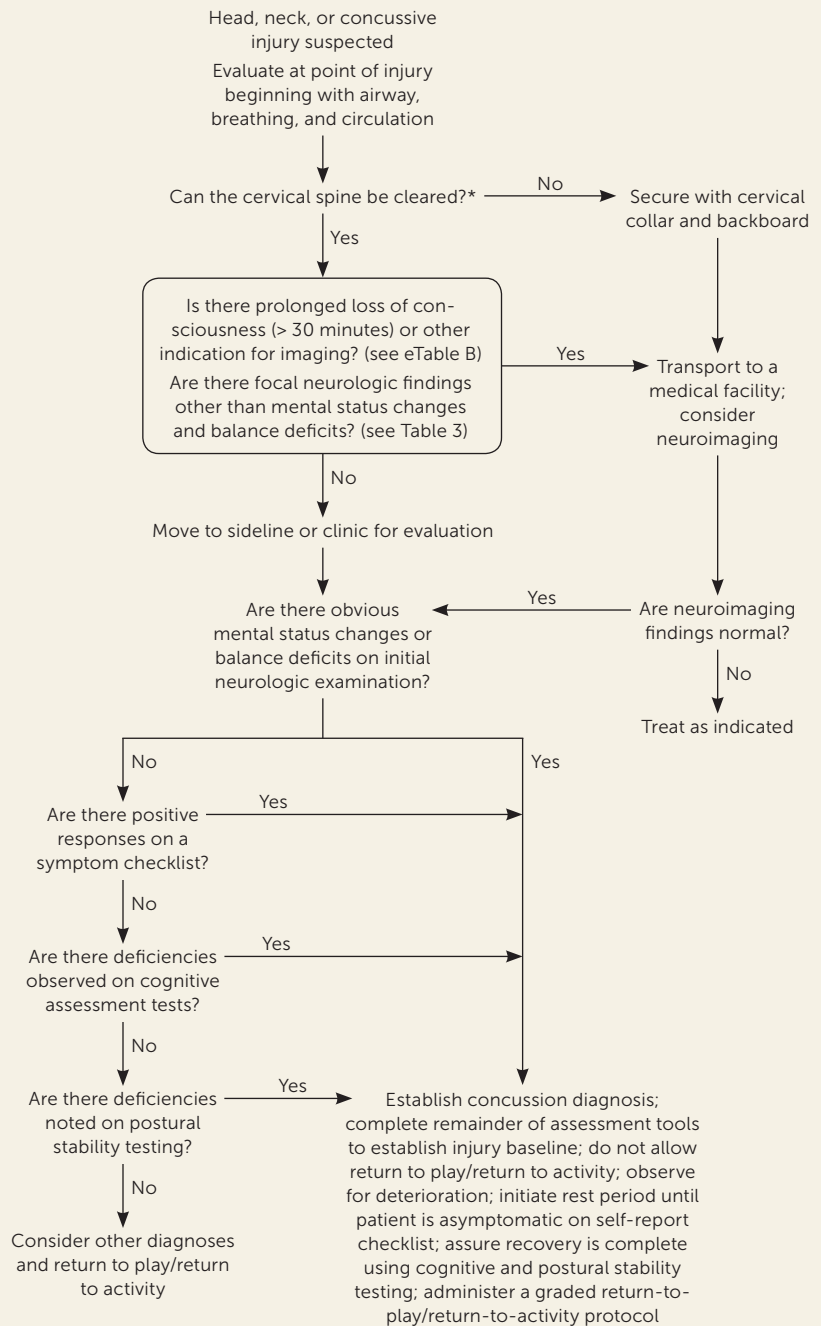 Head, neck, or concussive
injury suspected
Evaluate at point of injury
beginning with airway,
breathing, and circulation
Can the cervical spine be cleared?*
No
Secure with cervical
collar and backboard
Yes
Is there prolonged loss of con-
sciousness (> 30 minutes) or other
indication for imaging? (see eTable B)
Are there focal neurologic findings
other than mental status changes
and balance deficits? (see Table 3)
Yes
Transport to a
medical facility;
consider
neuroimaging
No
Move to sideline or clinic for evaluation
Are there obvious
mental status changes or
balance deficits on initial
neurologic examination?
Yes
Are neuroimaging
findings normal?
No
Treat as indicated
No
Yes
Are there positive
responses on a
symptom checklist?
Yes
No
Are there deficiencies
observed on cognitive
assessment tests?
Yes
No
Are there deficiencies
noted on postural
stability testing?
Yes
No
Consider other diagnoses
and return to play/return
to activity
Establish concussion diagnosis;
complete remainder of assessment tools
to establish injury baseline; do not allow
return to play/return to activity; observe
for deterioration; initiate rest period until
patient is asymptomatic on self-report
checklist; assure recovery is complete
using cognitive and postural stability
testing; administer a graded return-to-
play/return-to-activity protocol